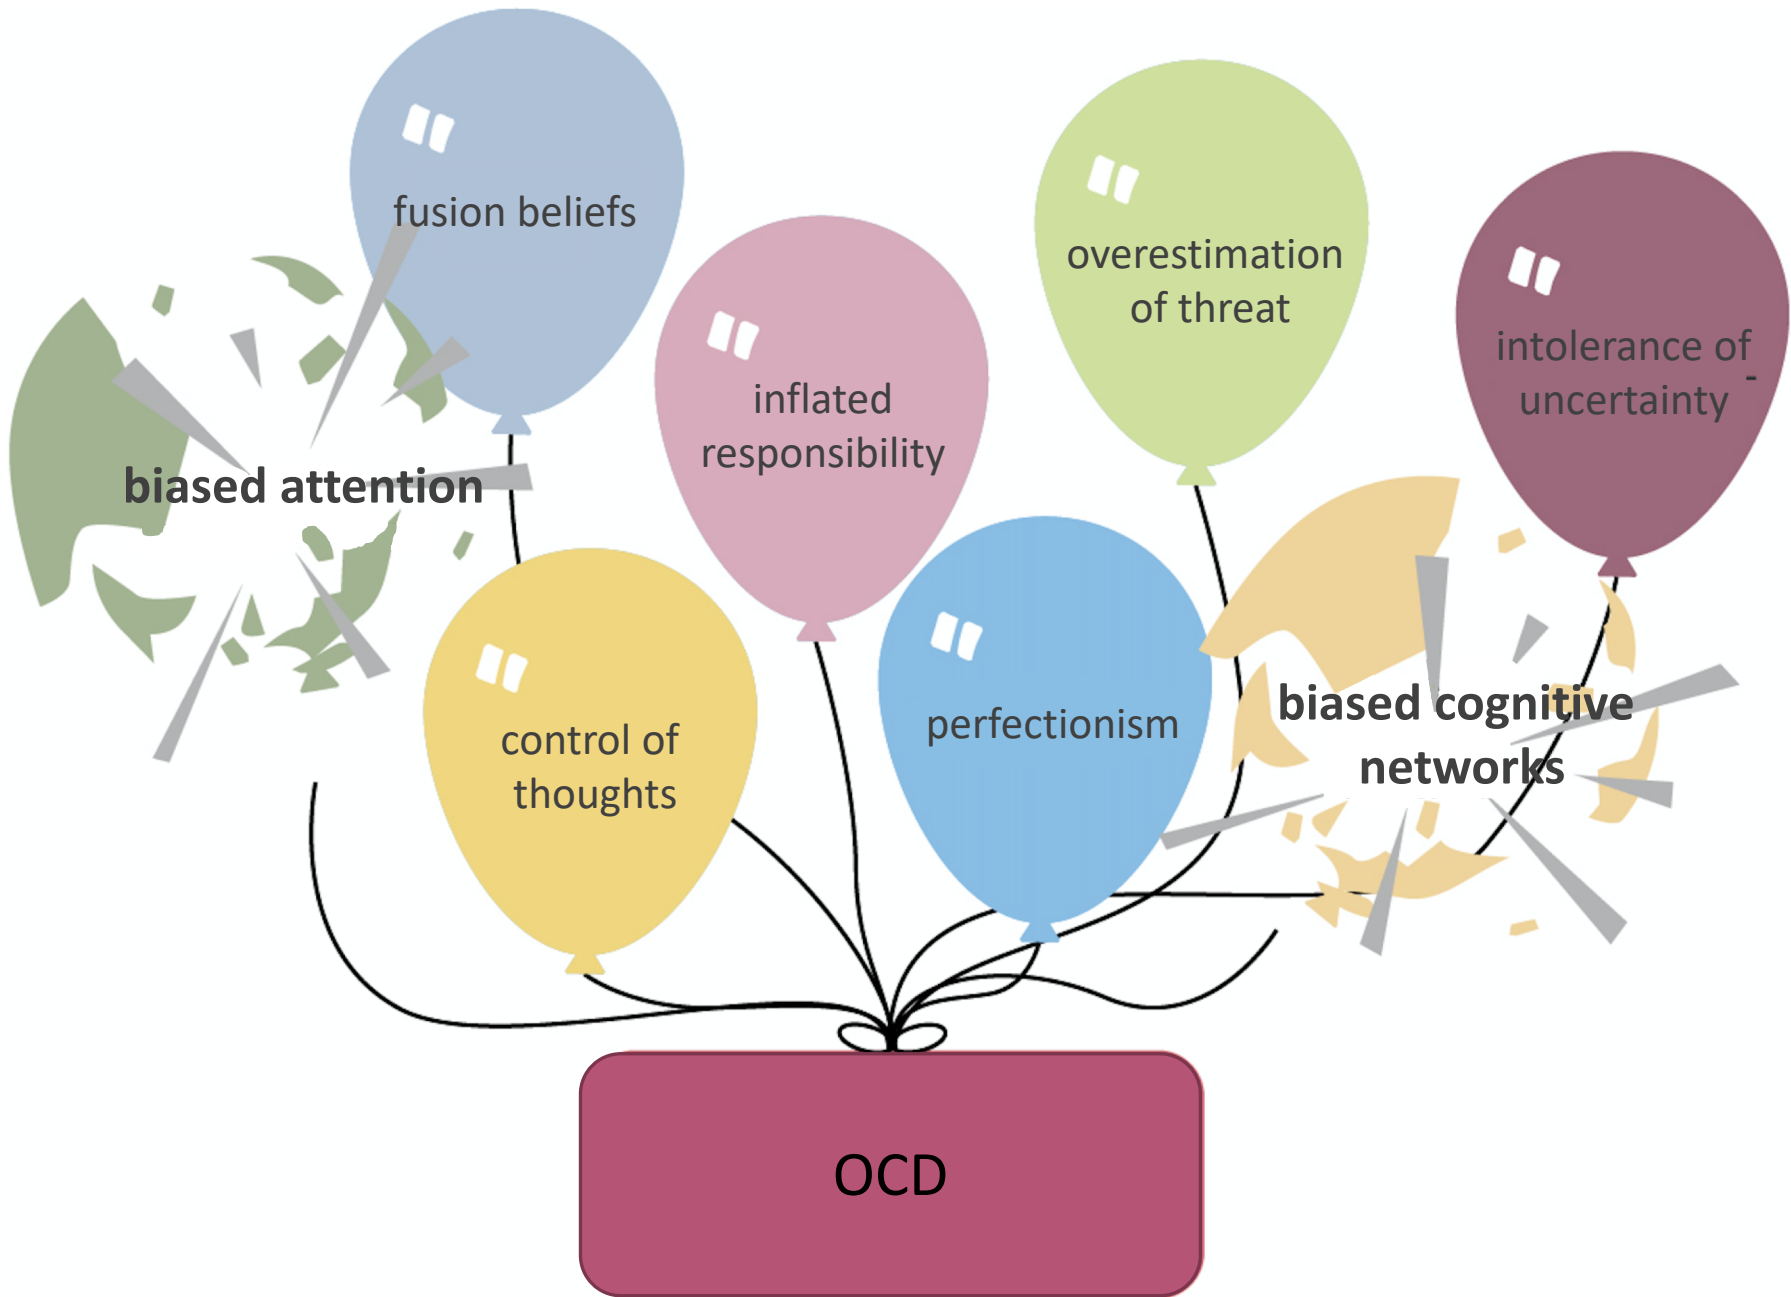 fusion beliefs
overestimation
of threat
intolerance of
uncertainty
inflated
responsibility
biased attention
control of
thoughts
perfectionism
biased cognitive
networks
OCD